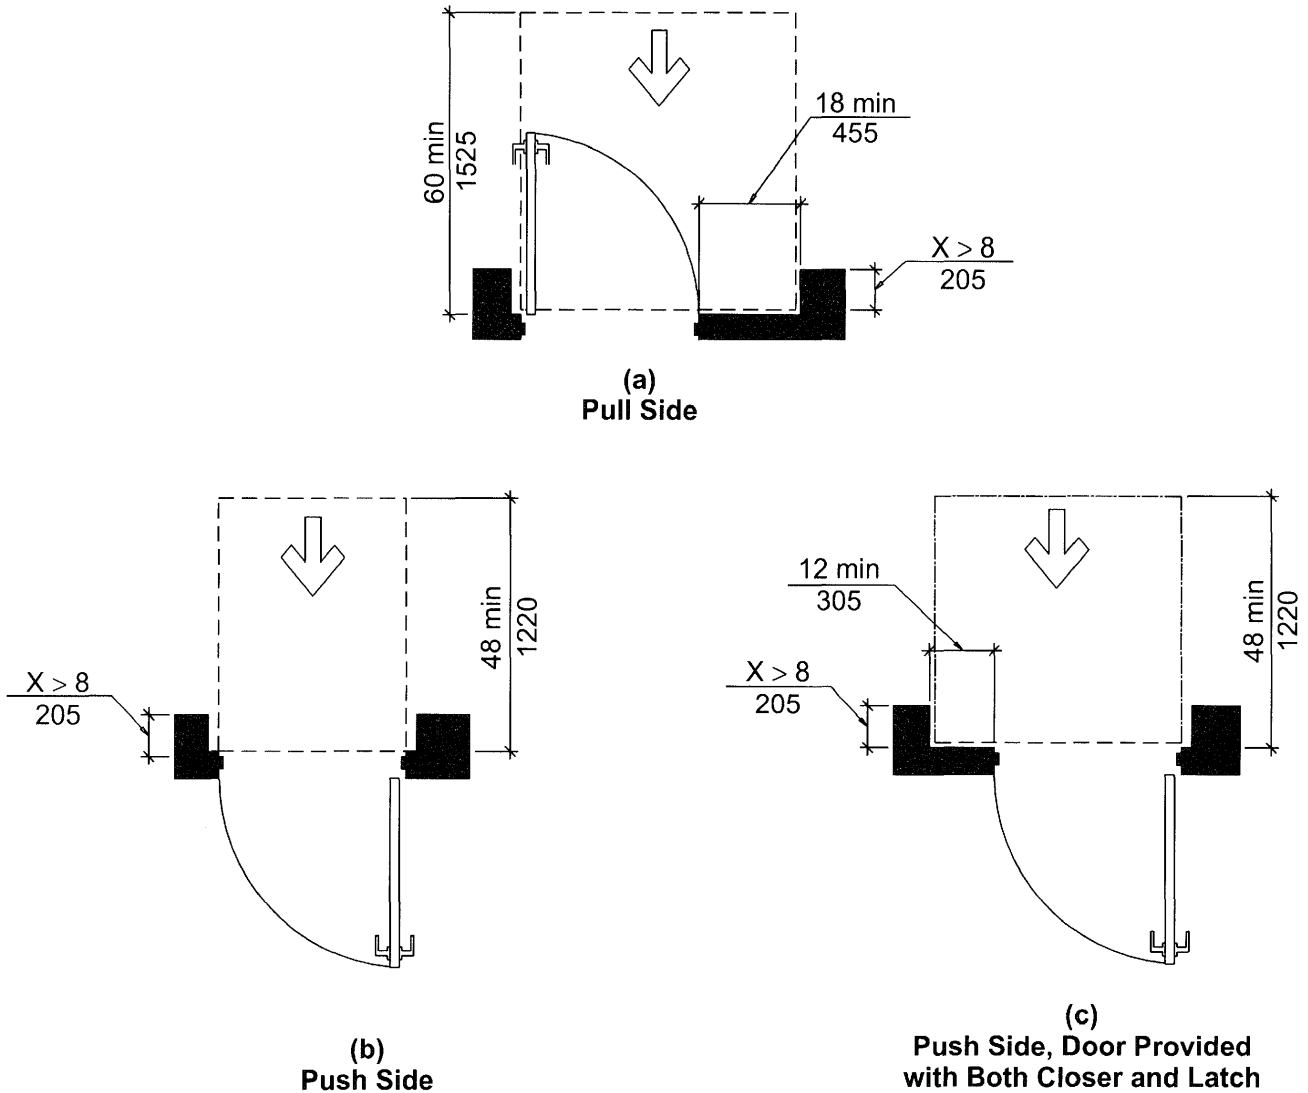 60 min
1525
18 min
455
X > 8
205
(a)
Pull Side
48 min
1220
X > 8
205
(b)
Push Side
12 min
305
X > 8
205
48 min
1220
(c)
Push Side, Door Provided
with Both Closer and Latch